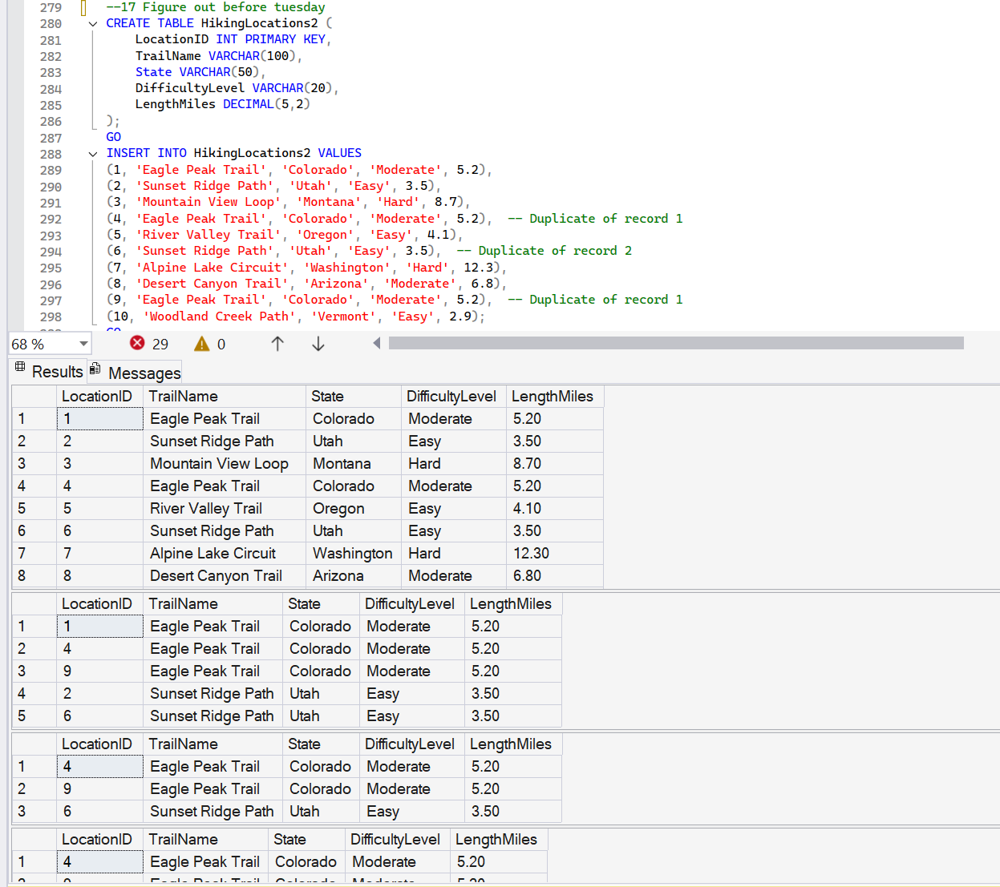 279 --17 Figure out before tuesday
280 CREATE TABLE HikingLocations2 (
281 LocationID INT PRIMARY KEY,
282 TrailName VARCHAR(100),
283 State VARCHAR(50),
284 DifficultyLevel VARCHAR(20),
285 LengthMiles DECIMAL(5,2)
286 );
287 GO
288 INSERT INTO HikingLocations2 VALUES
289 (1, 'Eagle Peak Trail', 'Colorado', 'Moderate', 5.2),
290 (2, 'Sunset Ridge Path', 'Utah', 'Easy', 3.5),
291 (3, 'Mountain View Loop', 'Montana', 'Hard', 8.7),
292 (4, 'Eagle Peak Trail', 'Colorado', 'Moderate', 5.2), -- Duplicate of record 1
293 (5, 'River Valley Trail', 'Oregon', 'Easy', 4.1),
294 (6, 'Sunset Ridge Path', 'Utah', 'Easy', 3.5), -- Duplicate of record 2
295 (7, 'Alpine Lake Circuit', 'Washington', 'Hard', 12.3),
296 (8, 'Desert Canyon Trail', 'Arizona', 'Moderate', 6.8),
297 (9, 'Eagle Peak Trail', 'Colorado', 'Moderate', 5.2), -- Duplicate of record 1
298 (10, 'Woodland Creek Path', 'Vermont', 'Easy', 2.9);
68 % 29 0
Results Messages
LocationID TrailName State DifficultyLevel LengthMiles
1 1 Eagle Peak Trail Colorado Moderate 5.20
2 2 Sunset Ridge Path Utah Easy 3.50
3 3 Mountain View Loop Montana Hard 8.70
4 4 Eagle Peak Trail Colorado Moderate 5.20
5 5 River Valley Trail Oregon Easy 4.10
6 6 Sunset Ridge Path Utah Easy 3.50
7 7 Alpine Lake Circuit Washington Hard 12.30
8 8 Desert Canyon Trail Arizona Moderate 6.80
LocationID TrailName State DifficultyLevel LengthMiles
1 1 Eagle Peak Trail Colorado Moderate 5.20
2 4 Eagle Peak Trail Colorado Moderate 5.20
3 9 Eagle Peak Trail Colorado Moderate 5.20
4 2 Sunset Ridge Path Utah Easy 3.50
5 6 Sunset Ridge Path Utah Easy 3.50
LocationID TrailName State DifficultyLevel LengthMiles
1 4 Eagle Peak Trail Colorado Moderate 5.20
2 9 Eagle Peak Trail Colorado Moderate 5.20
3 6 Sunset Ridge Path Utah Easy 3.50
LocationID TrailName State DifficultyLevel LengthMiles
1 4 Eagle Peak Trail Colorado Moderate 5.20